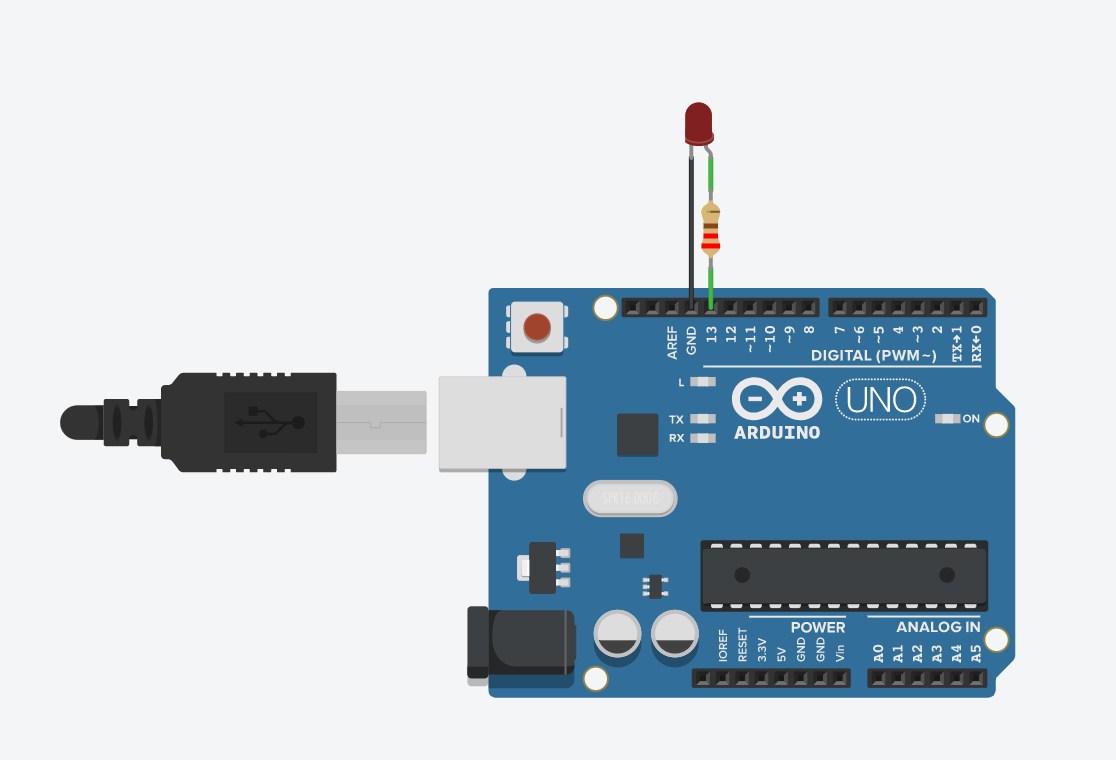 AREF
GND
13
12
~11
~10
~9
8
7
~6
~5
4
~3
2
TX→1
RX←0
DIGITAL (PWM~)
L
TX
RX
UNO
ARDUINO
ON
SPK16.000G
POWER
ANALOG IN
IOREF
RESET
3.3V
5V
GND
GND
Vin
A0
A1
A2
A3
A4
A5